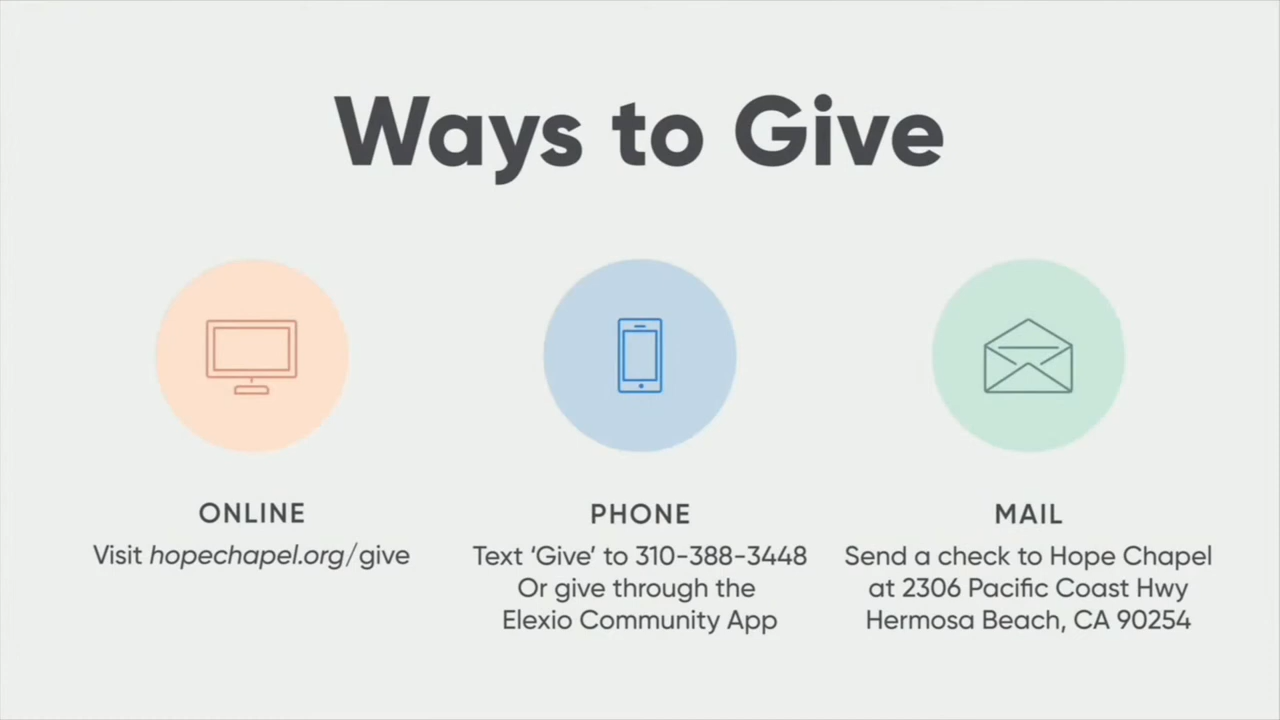 Ways to Give
ONLINE
Visit hopechapel.org/give
PHONE
Text ‘Give’ to 310-388-3448
Or give through the
Elexio Community App
MAIL
Send a check to Hope Chapel
at 2306 Pacific Coast Hwy
Hermosa Beach, CA 90254